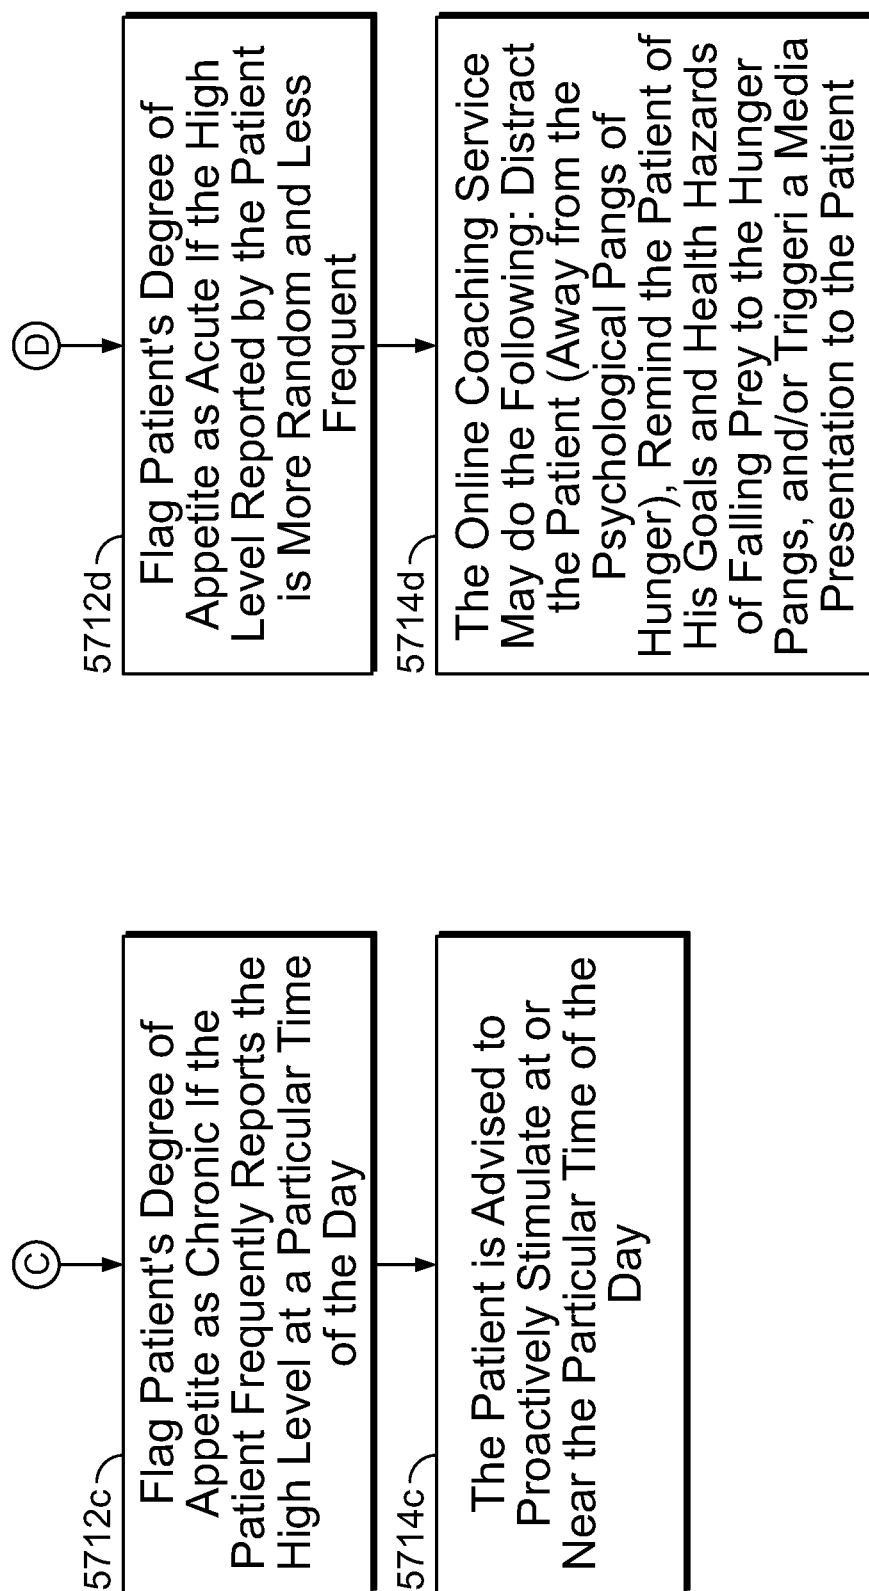 C
5712c
Flag Patient's Degree of
Appetite as Chronic If the
Patient Frequently Reports the
High Level at a Particular Time
of the Day
5714c
The Patient is Advised to
Proactively Stimulate at or
Near the Particular Time of the
Day
D
5712d
Flag Patient's Degree of
Appetite as Acute If the High
Level Reported by the Patient
is More Random and Less
Frequent
5714d
The Online Coaching Service
May do the Following: Distract
the Patient (Away from the
Psychological Pangs of
Hunger), Remind the Patient of
His Goals and Health Hazards
of Falling Prey to the Hunger
Pangs, and/or Triggeri a Media
Presentation to the Patient